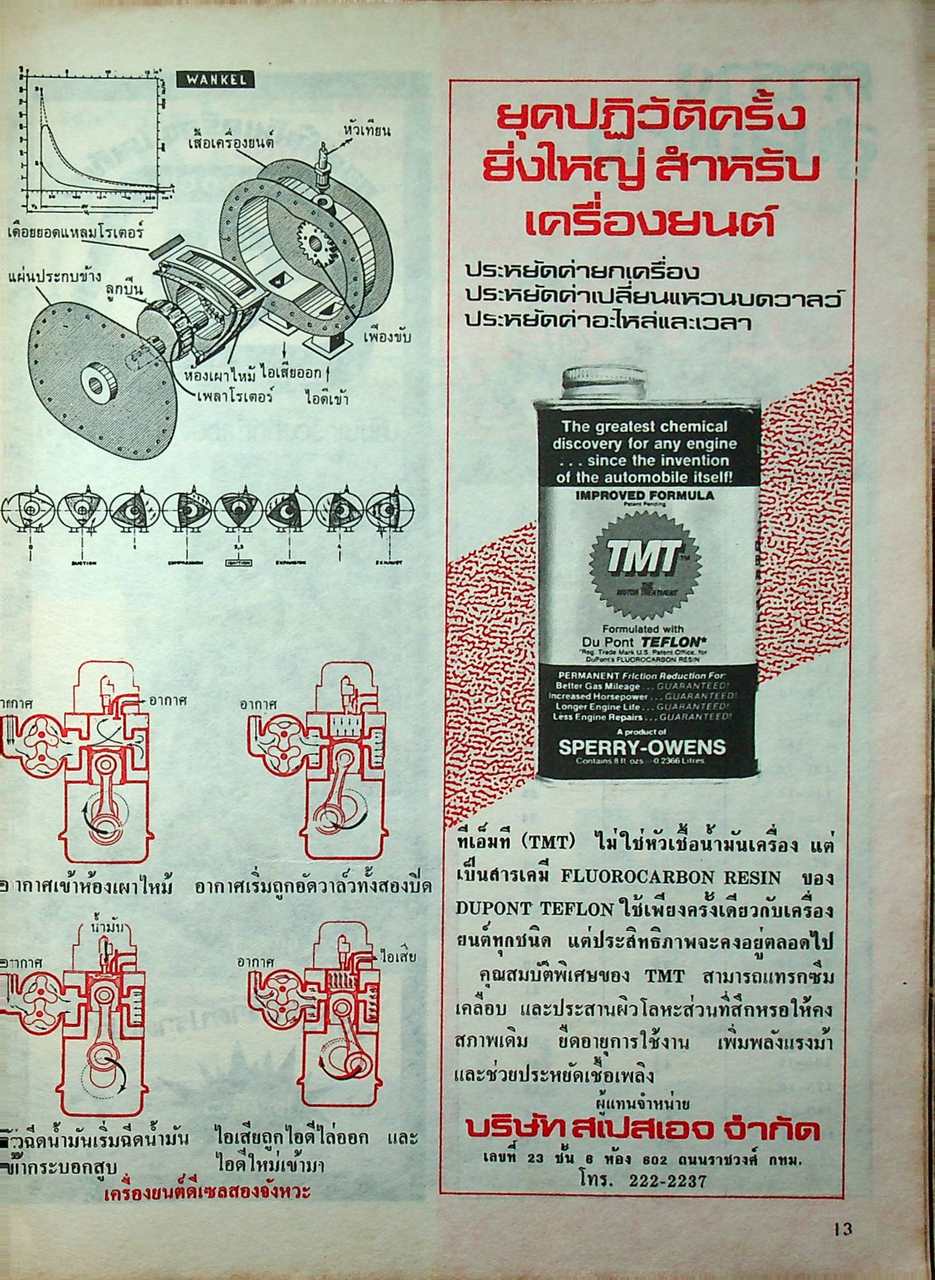 WANKEL
เสื้อเครื่องยนต์
หัวเทียน
เดือยยอดแหลมโรเตอร์
แผ่นประกบข้าง
ลูกปืน
เฟืองขับ
ห้องเผาไหม้
ไอเสียออก
เพลาโรเตอร์
ไอดีเข้า
SUCTION
COMPRESSION
IGNITION
EXPANSION
EXHAUST
อากาศ
อากาศ
อากาศเข้าห้องเผาไหม้
อากาศเริ่มถูกอัดวาล์วทั้งสองปิด
น้ำมัน
อากาศ
อากาศ
ไอเสีย
หัวฉีดน้ำมันเริ่มฉีดน้ำมัน
เข้ากระบอกสูบ
ไอเสียถูกไอดีไล่ออก และ
ไอดีใหม่เข้ามา
เครื่องยนต์ดีเซลสองจังหวะ
ยุคปฏิวัติครั้ง
ยิ่งใหญ่ สำหรับ
เครื่องยนต์
ประหยัดค่ายกเครื่อง
ประหยัดค่าเปลี่ยนแหวนบดวาลว์
ประหยัดค่าอะไหล่และเวลา
The greatest chemical
discovery for any engine
... since the invention
of the automobile itself!
IMPROVED FORMULA
Patent Pending
TMT™
THE
MOTOR TREATMENT
Formulated with
Du Pont TEFLON*
*Reg. Trade Mark U.S. Patent Office, for
DuPont's FLUOROCARBON RESIN
PERMANENT Friction Reduction For:
Better Gas Mileage ... GUARANTEED!
Increased Horsepower ... GUARANTEED!
Longer Engine Life ... GUARANTEED!
Less Engine Repairs ... GUARANTEED!
A product of
SPERRY-OWENS
Contains 8 fl. ozs. — 0.2366 Litres
ทีเอ็มที (TMT) ไม่ใช่หัวเชื้อน้ำมันเครื่อง แต่
เป็นสารเคมี FLUOROCARBON RESIN ของ
DUPONT TEFLON ใช้เพียงครั้งเดียวกับเครื่อง
ยนต์ทุกชนิด แต่ประสิทธิภาพจะคงอยู่ตลอดไป
คุณสมบัติพิเศษของ TMT สามารถแทรกซึม
เคลือบ และประสานผิวโลหะส่วนที่สึกหรอให้คง
สภาพเดิม ยืดอายุการใช้งาน เพิ่มพลังแรงม้า
และช่วยประหยัดเชื้อเพลิง
ผู้แทนจำหน่าย
บริษัท สเปสเอจ จำกัด
เลขที่ 23 ชั้น 6 ห้อง 602 ถนนราชวงศ์ กทม.
โทร. 222-2237
13